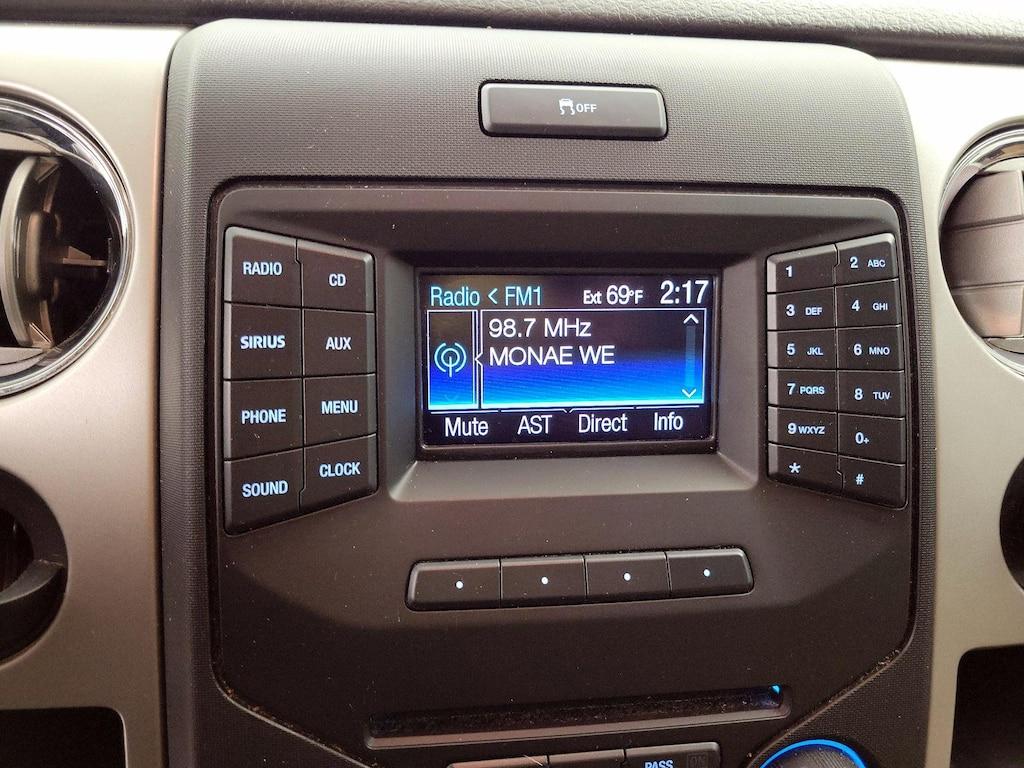 OFF
RADIO
CD
SIRIUS
AUX
PHONE
MENU
SOUND
CLOCK
Radio < FM1 Ext 69°F 2:17
98.7 MHz
MONAE WE
Mute AST Direct Info
1
2 ABC
3 DEF
4 GHI
5 JKL
6 MNO
7 PQRS
8 TUV
9 WXYZ
0+
*
#
PASS